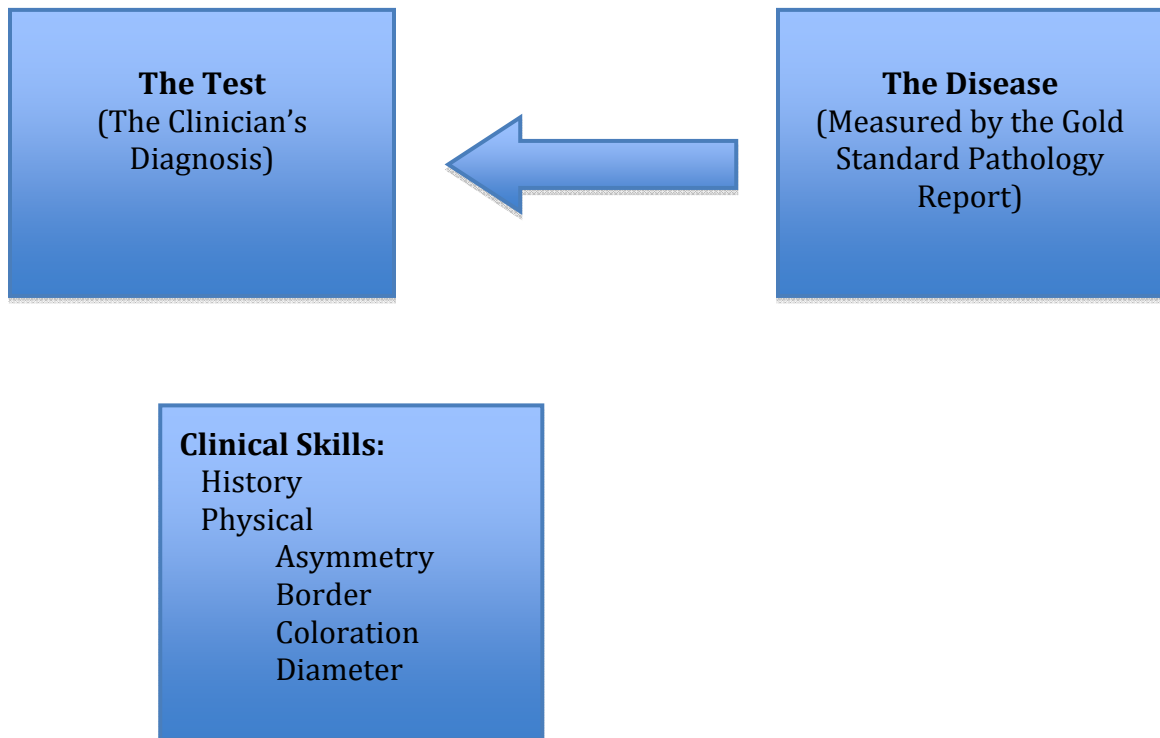 The Test
(The Clinician’s
Diagnosis)
The Disease
(Measured by the Gold
Standard Pathology
Report)
Clinical Skills:
History
Physical
Asymmetry
Border
Coloration
Diameter